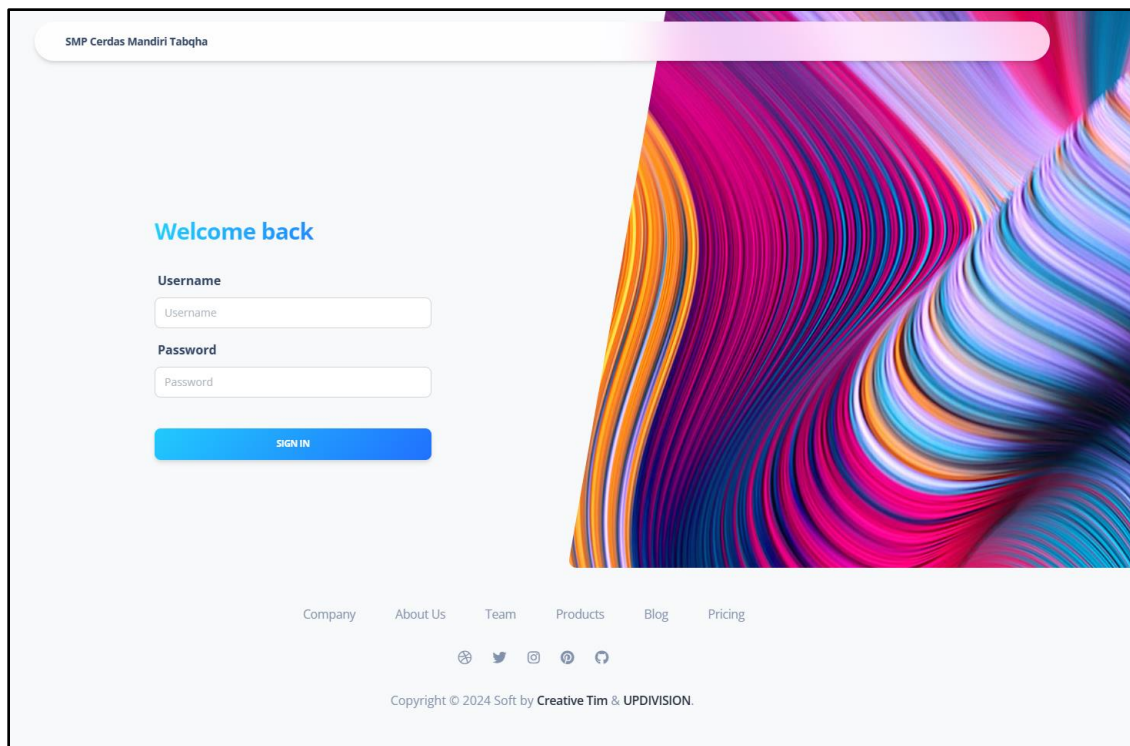 SMP Cerdas Mandiri Tabqha
Welcome back
Username
Username
Password
Password
SIGN IN
Company About Us Team Products Blog Pricing
Copyright © 2024 Soft by Creative Tim & UPDIVISION.